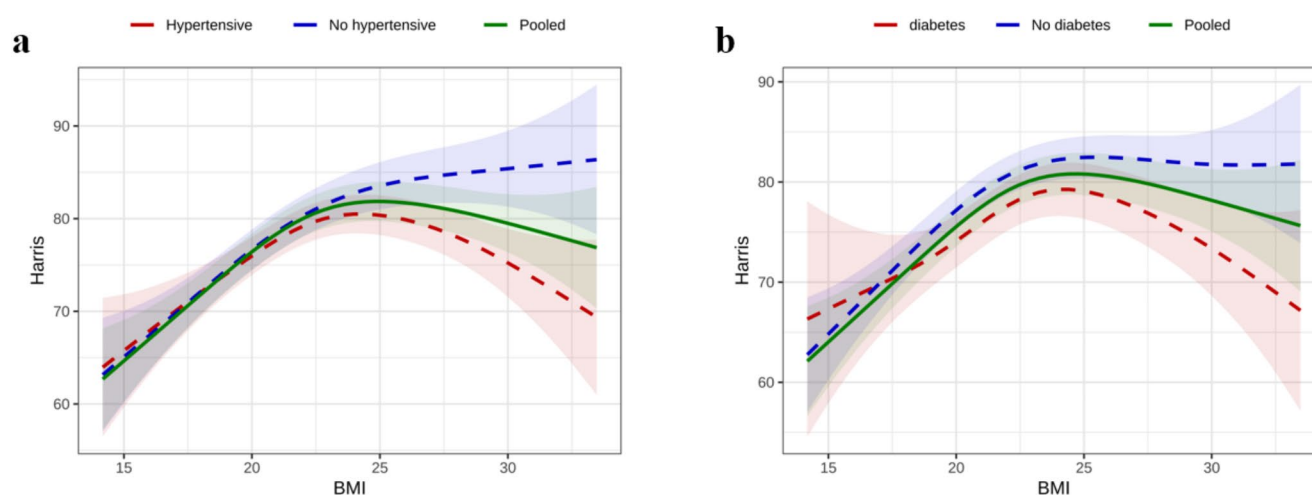 a
Hypertensive No hypertensive Pooled
Harris
90
80
70
60
15 20 25 30
BMI
b
diabetes No diabetes Pooled
Harris
90
80
70
60
15 20 25 30
BMI